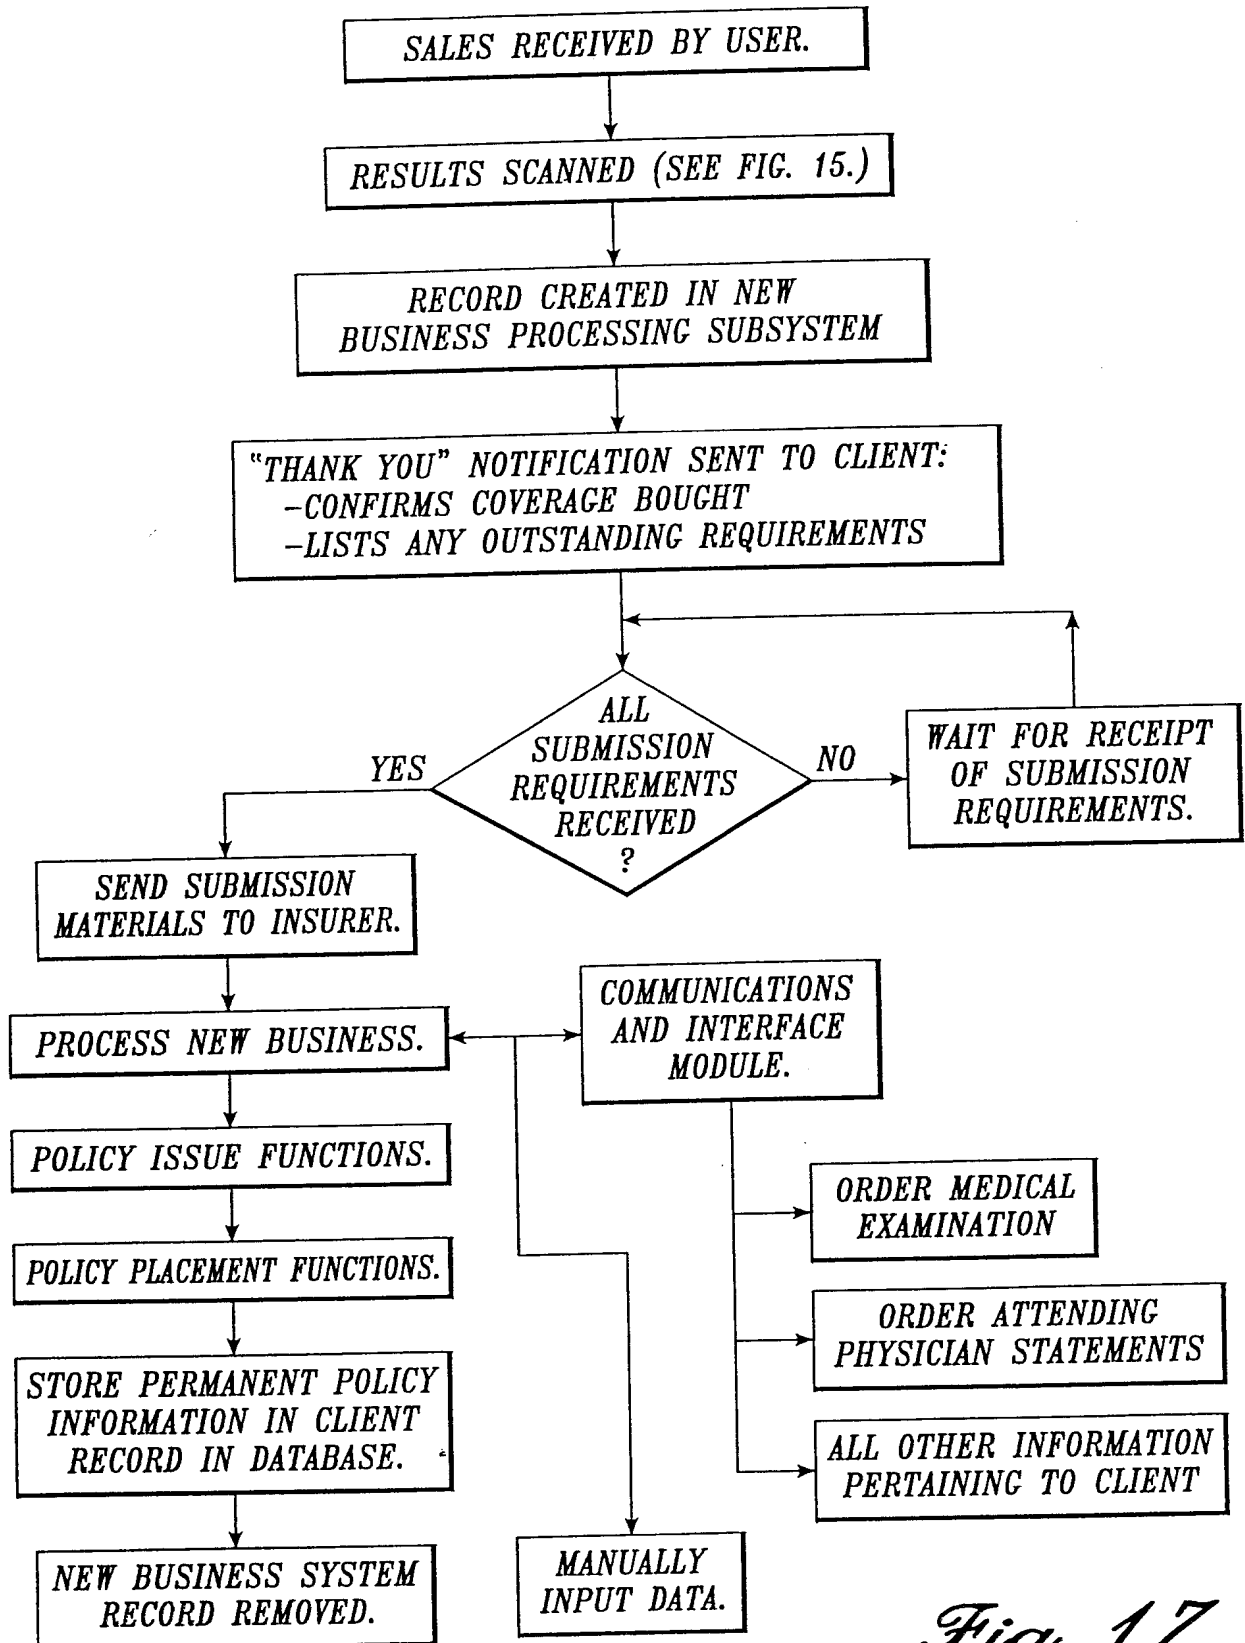 SALES RECEIVED BY USER.
RESULTS SCANNED (SEE FIG. 15.)
RECORD CREATED IN NEW
BUSINESS PROCESSING SUBSYSTEM
"THANK YOU" NOTIFICATION SENT TO CLIENT:
-CONFIRMS COVERAGE BOUGHT
-LISTS ANY OUTSTANDING REQUIREMENTS
ALL
SUBMISSION
REQUIREMENTS
RECEIVED
?
YES
NO
WAIT FOR RECEIPT
OF SUBMISSION
REQUIREMENTS.
SEND SUBMISSION
MATERIALS TO INSURER.
PROCESS NEW BUSINESS.
COMMUNICATIONS
AND INTERFACE
MODULE.
POLICY ISSUE FUNCTIONS.
ORDER MEDICAL
EXAMINATION
POLICY PLACEMENT FUNCTIONS.
ORDER ATTENDING
PHYSICIAN STATEMENTS
STORE PERMANENT POLICY
INFORMATION IN CLIENT
RECORD IN DATABASE.
ALL OTHER INFORMATION
PERTAINING TO CLIENT
NEW BUSINESS SYSTEM
RECORD REMOVED.
MANUALLY
INPUT DATA.
Fig. 17